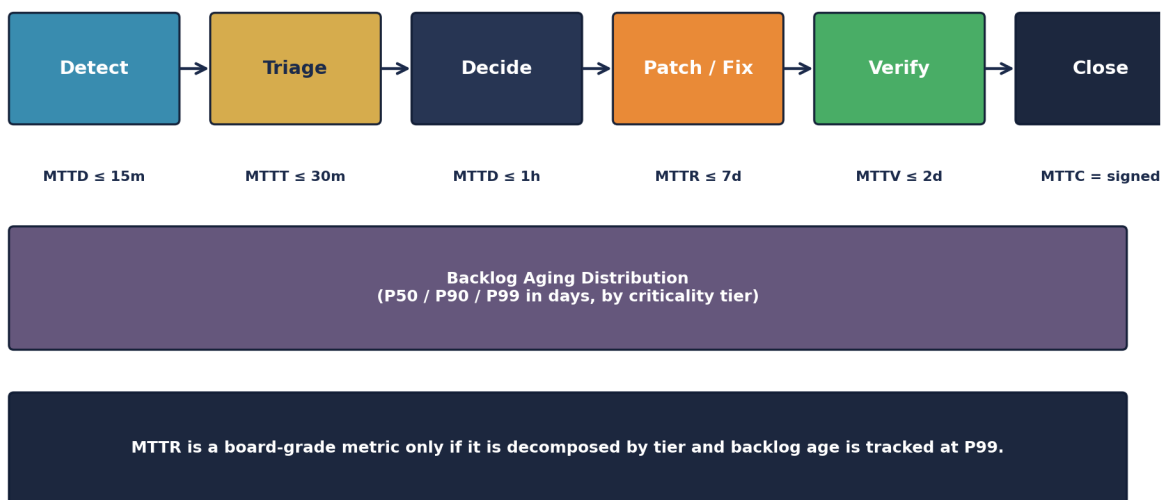 Detect
Triage
Decide
Patch / Fix
Verify
Close
MTTD ≤ 15m
MTTT ≤ 30m
MTTD ≤ 1h
MTTR ≤ 7d
MTTV ≤ 2d
MTTC = signed
Backlog Aging Distribution
(P50 / P90 / P99 in days, by criticality tier)
MTTR is a board-grade metric only if it is decomposed by tier and backlog age is tracked at P99.